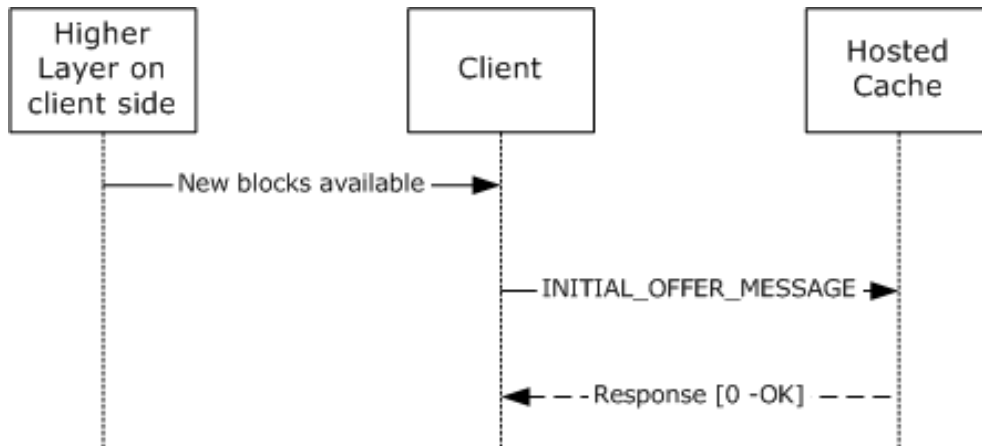 Higher
Layer on
client side
Client
Hosted
Cache
New blocks available
INITIAL_OFFER_MESSAGE
Response [0 -OK]